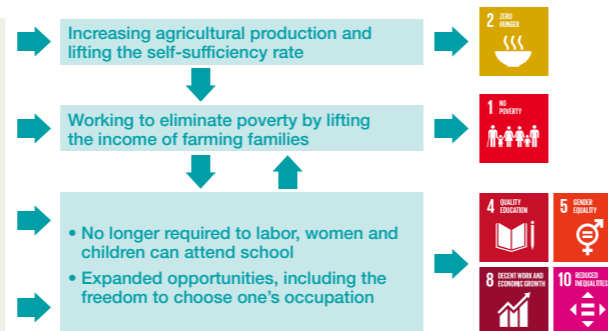 Increasing agricultural production and
lifting the self-sufficiency rate
2 ZERO
HUNGER
Working to eliminate poverty by lifting
the income of farming families
1 NO
POVERTY
• No longer required to labor, women and
children can attend school
• Expanded opportunities, including the
freedom to choose one's occupation
4 QUALITY
EDUCATION
5 GENDER
EQUALITY
8 DECENT WORK AND
ECONOMIC GROWTH
10 REDUCED
INEQUALITIES